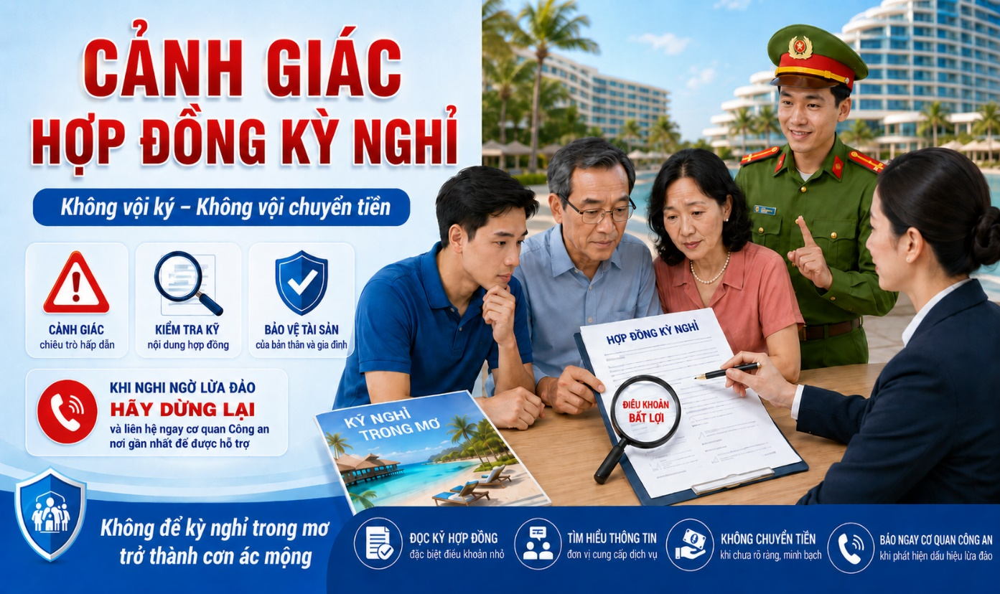 CẢNH GIÁC
HỢP ĐỒNG KỲ NGHỈ
Không vội ký – Không vội chuyển tiền
CẢNH GIÁC
chiêu trò hấp dẫn
KIỂM TRA KỸ
nội dung hợp đồng
BẢO VỆ TÀI SẢN
của bản thân và gia đình
KHI NGHI NGỜ LỪA ĐẢO
HÃY DỪNG LẠI
và liên hệ ngay cơ quan Công an
nơi gần nhất để được hỗ trợ
HỢP ĐỒNG KỲ NGHỈ
ĐIỀU KHOẢN
BẤT LỢI
KỲ NGHỈ
TRONG MƠ
Không để kỳ nghỉ trong mơ
trở thành cơn ác mộng
ĐỌC KỸ HỢP ĐỒNG
đặc biệt điều khoản nhỏ
TÌM HIỂU THÔNG TIN
đơn vị cung cấp dịch vụ
KHÔNG CHUYỂN TIỀN
khi chưa rõ ràng, minh bạch
BÁO NGAY CƠ QUAN CÔNG AN
khi phát hiện dấu hiệu lừa đảo